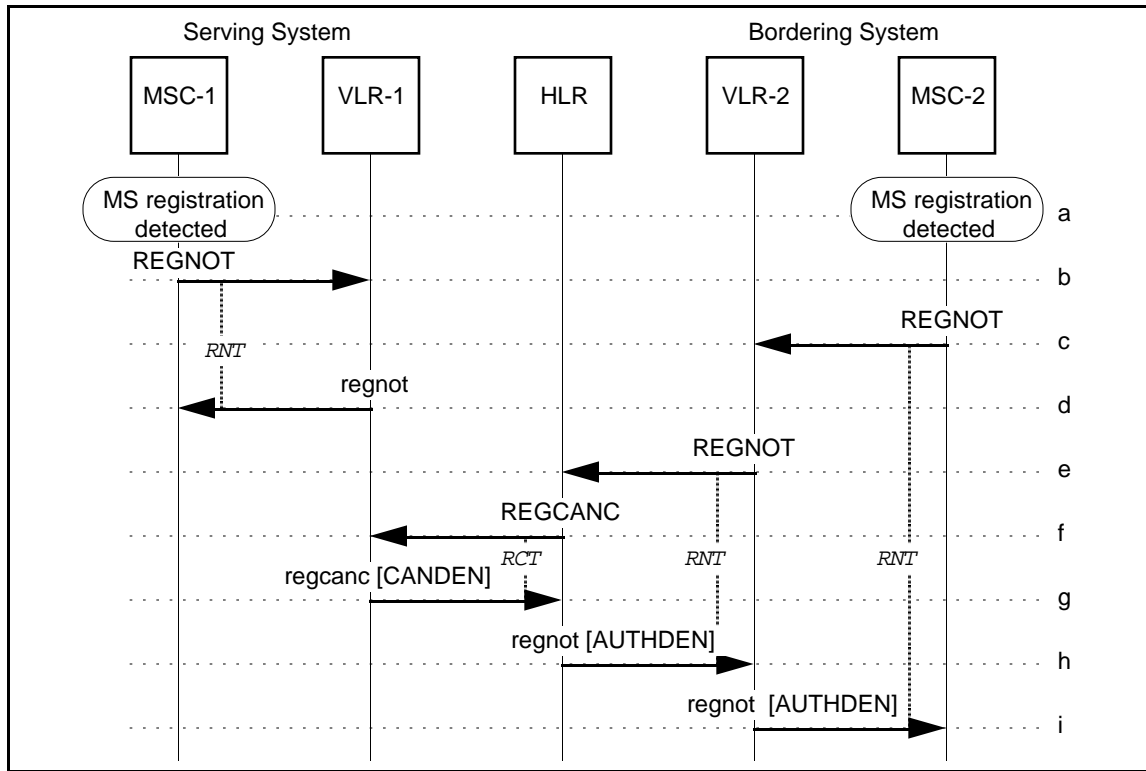 Serving System
Bordering System
MSC-1
VLR-1
HLR
VLR-2
MSC-2
MS registration
detected
MS registration
detected
a
REGNOT
b
REGNOT
c
RNT
regnot
d
REGNOT
e
REGCANC
f
RCT
RNT
RNT
regcanc [CANDEN]
g
regnot [AUTHDEN]
h
regnot [AUTHDEN]
i